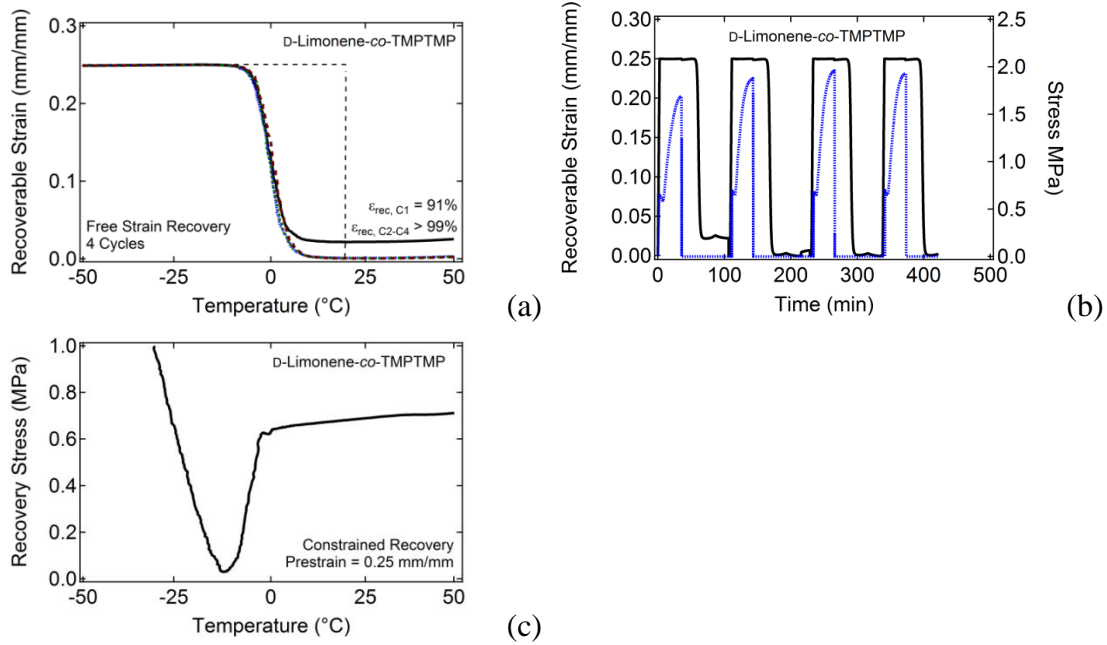 D-Limonene-co-TMPTMP
Recoverable Strain (mm/mm)
0.3
0.2
0.1
0.0
εrec, C1 = 91%
εrec, C2-C4 > 99%
Free Strain Recovery
4 Cycles
-50
-25
0
25
50
Temperature (°C)
(a)
D-Limonene-co-TMPTMP
Recoverable Strain (mm/mm)
0.30
0.25
0.20
0.15
0.10
0.05
0.00
2.5
2.0
1.5
1.0
0.5
0.0
Stress MPa)
0
100
200
300
400
500
Time (min)
(b)
D-Limonene-co-TMPTMP
Recovery Stress (MPa)
1.0
0.8
0.6
0.4
0.2
0.0
Constrained Recovery
Prestrain = 0.25 mm/mm
-50
-25
0
25
50
Temperature (°C)
(c)